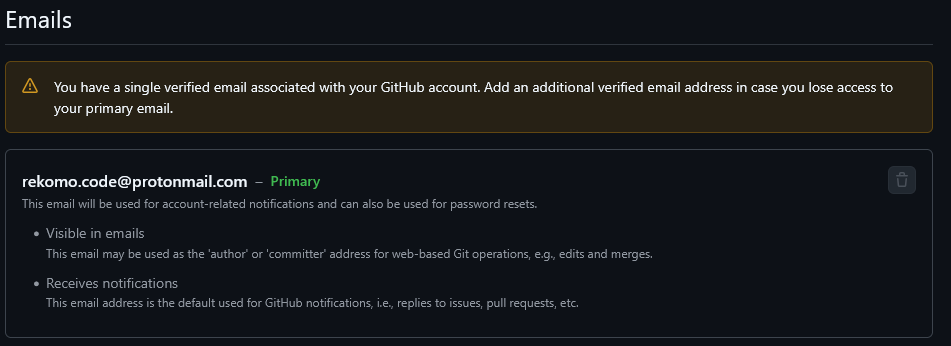 Emails
You have a single verified email associated with your GitHub account. Add an additional verified email address in case you lose access to
your primary email.
rekomo.code@protonmail.com – Primary
This email will be used for account-related notifications and can also be used for password resets.
• Visible in emails
This email may be used as the 'author' or 'committer' address for web-based Git operations, e.g., edits and merges.
• Receives notifications
This email address is the default used for GitHub notifications, i.e., replies to issues, pull requests, etc.